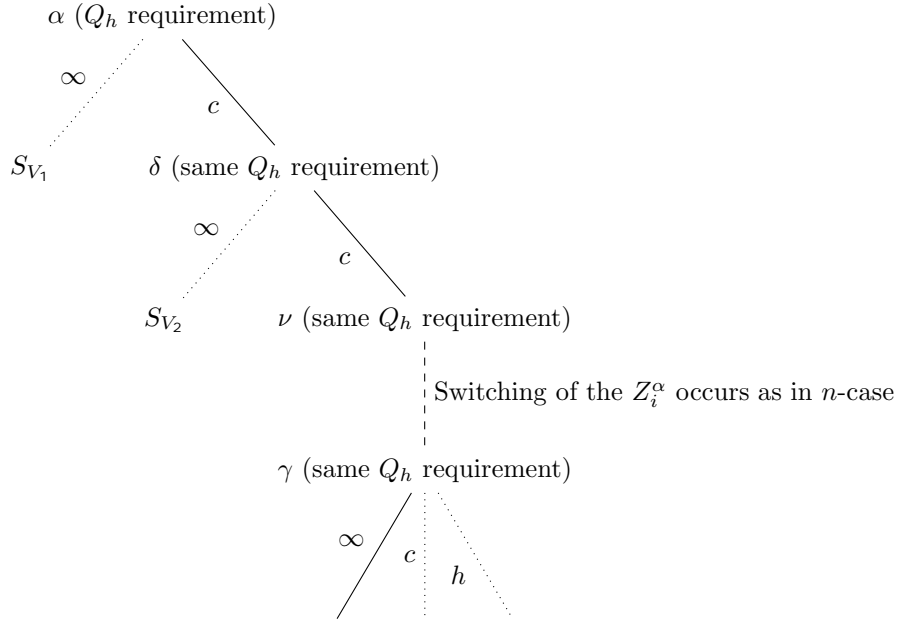 α (Q_h requirement)
∞
c
S_{V_1}
δ (same Q_h requirement)
∞
c
S_{V_2}
ν (same Q_h requirement)
Switching of the Z_i^α occurs as in n-case
γ (same Q_h requirement)
∞
c
h